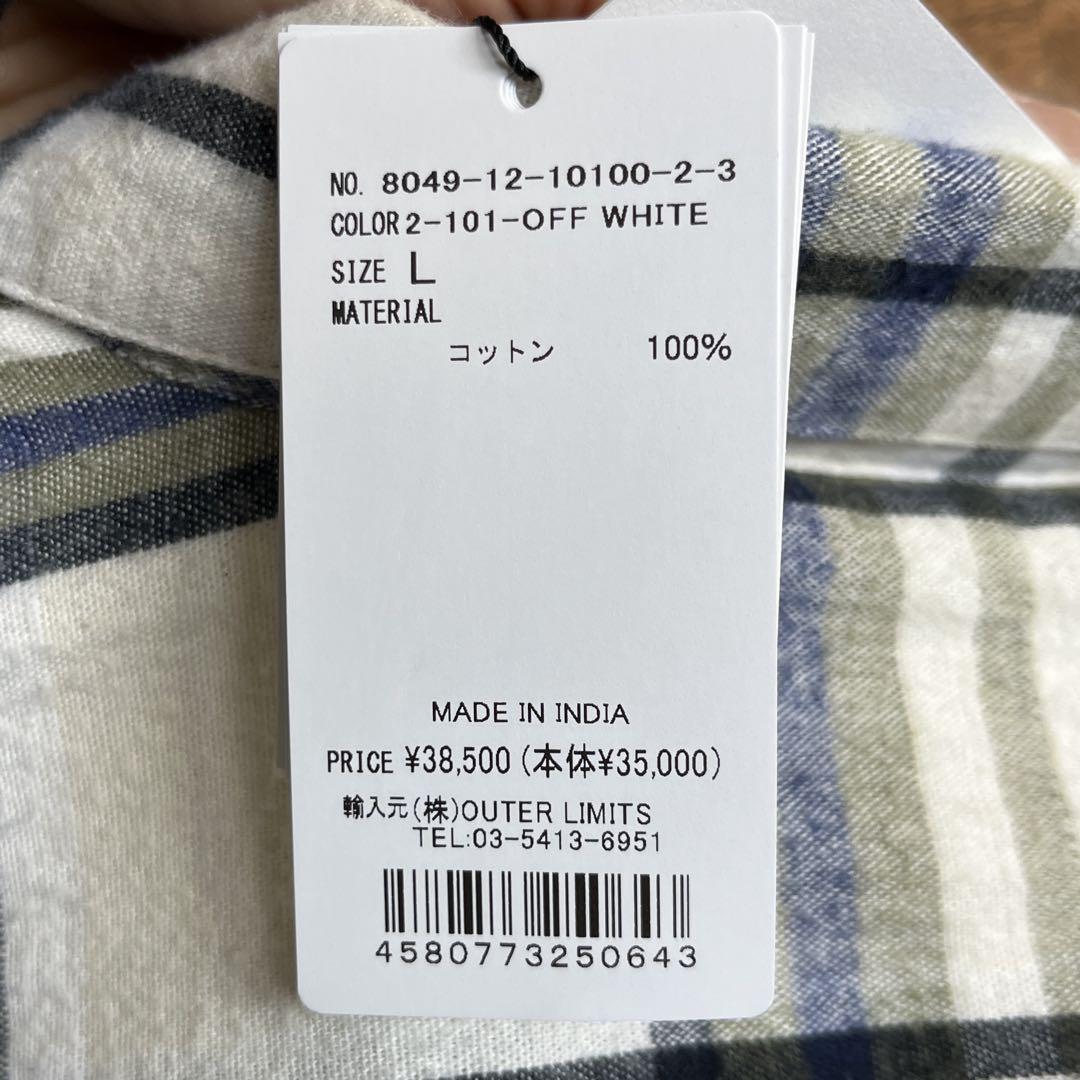 NO. 8049-12-10100-2-3
COLOR 2-101-OFF WHITE
SIZE L
MATERIAL
コットン 100%
MADE IN INDIA
PRICE ¥38,500 (本体¥35,000)
輸入元(株)OUTER LIMITS
TEL:03-5413-6951
4580773250643